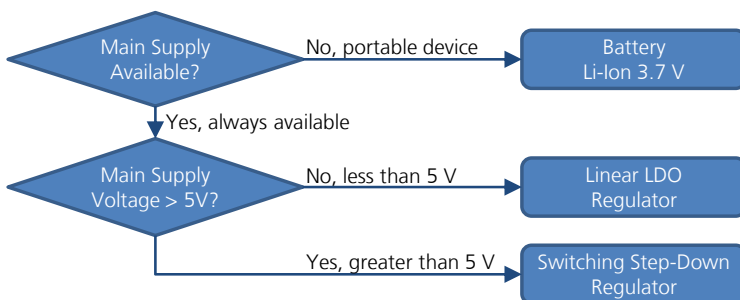 Main Supply
Available?
No, portable device
Battery
Li-Ion 3.7 V
Yes, always available
Main Supply
Voltage > 5V?
No, less than 5 V
Linear LDO
Regulator
Yes, greater than 5 V
Switching Step-Down
Regulator